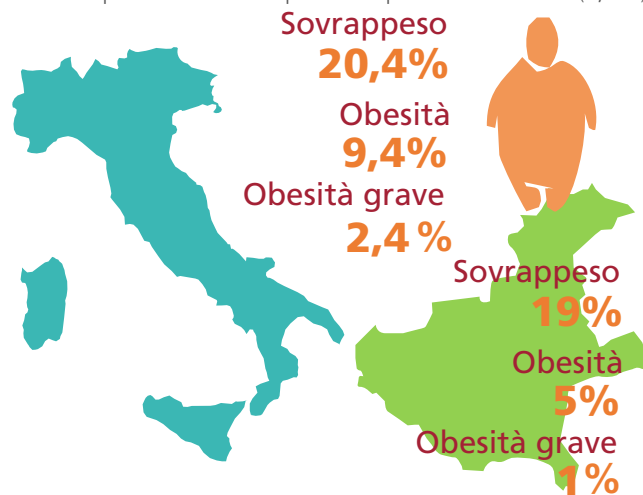 Sovrappeso
20,4%
Obesità
9,4%
Obesità grave
2,4 %
Sovrappeso
19%
Obesità
5%
Obesità grave
1%